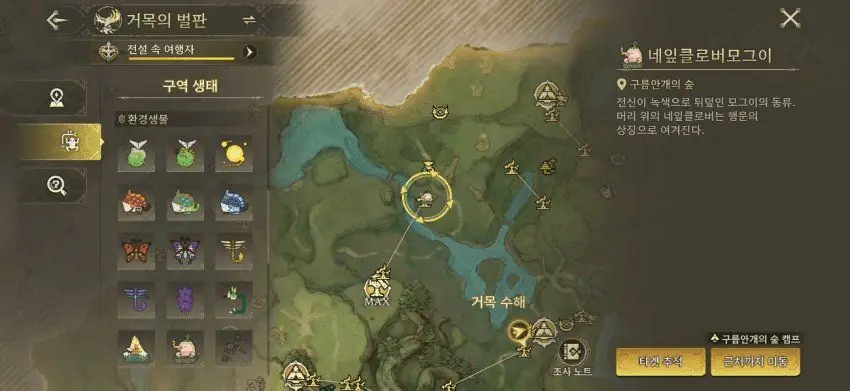 거목의 벌판
전설 속 여행자
구역 생태
환경생물
MAX
거목 수해
조사 노트
네잎클로버모그이
구름안개의 숲
전신이 녹색으로 뒤덮인 모그이의 동류.
머리 위의 네잎클로버는 행운의
상징으로 여겨진다.
구름안개의 숲 캠프
타겟 추적
근처까지 이동